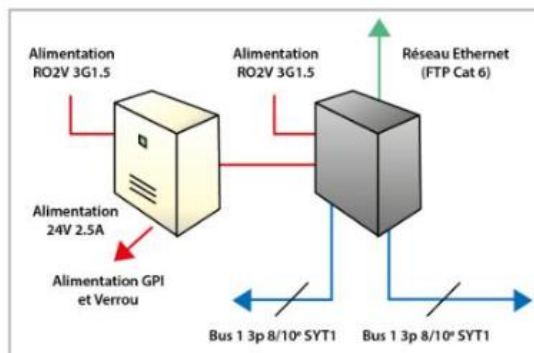 Alimentation
RO2V 3G1.5
Alimentation
RO2V 3G1.5
Réseau Ethernet
(FTP Cat 6)
Alimentation
24V 2.5A
Alimentation GPI
et Verrou
Bus 1 3p 8/10e SYT1
Bus 1 3p 8/10e SYT1